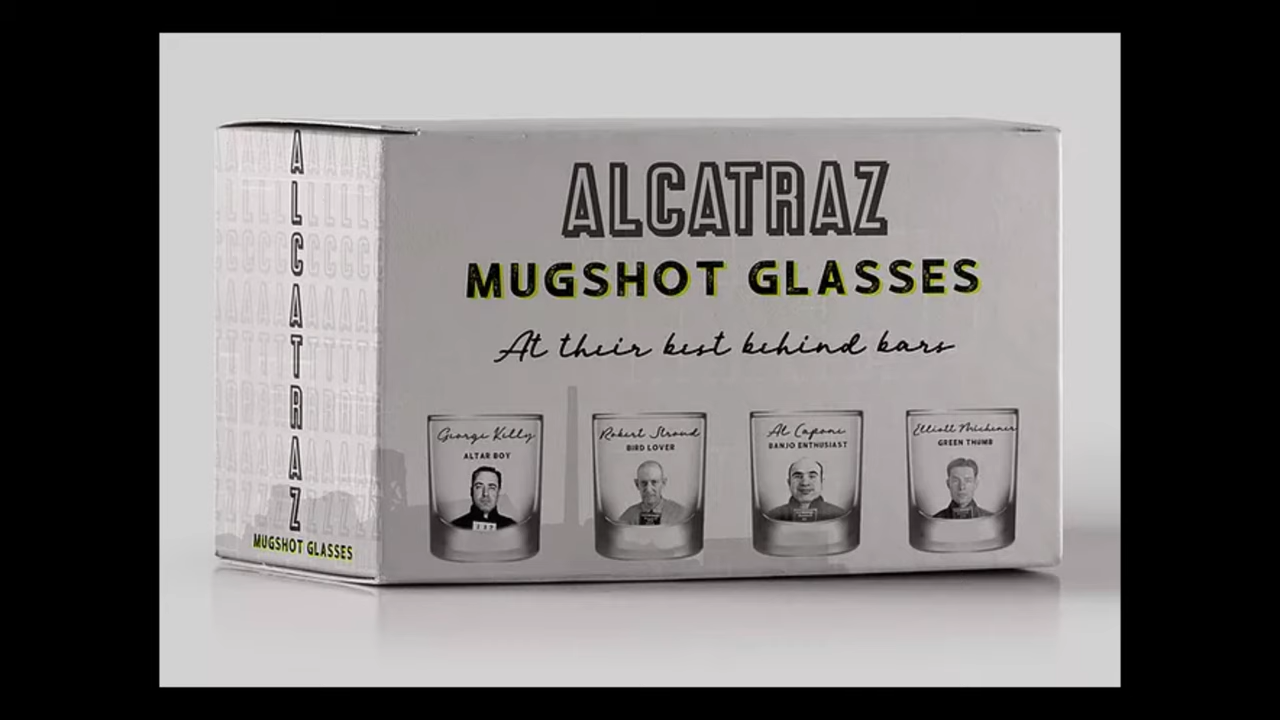 ALCATRAZ
MUGSHOT GLASSES
ALCATRAZ
MUGSHOT GLASSES
At their best behind bars
George Kelly
ALTAR BOY
137
Robert Stroud
BIRD LOVER
Al Capone
BANJO ENTHUSIAST
Elliott Michener
GREEN THUMB